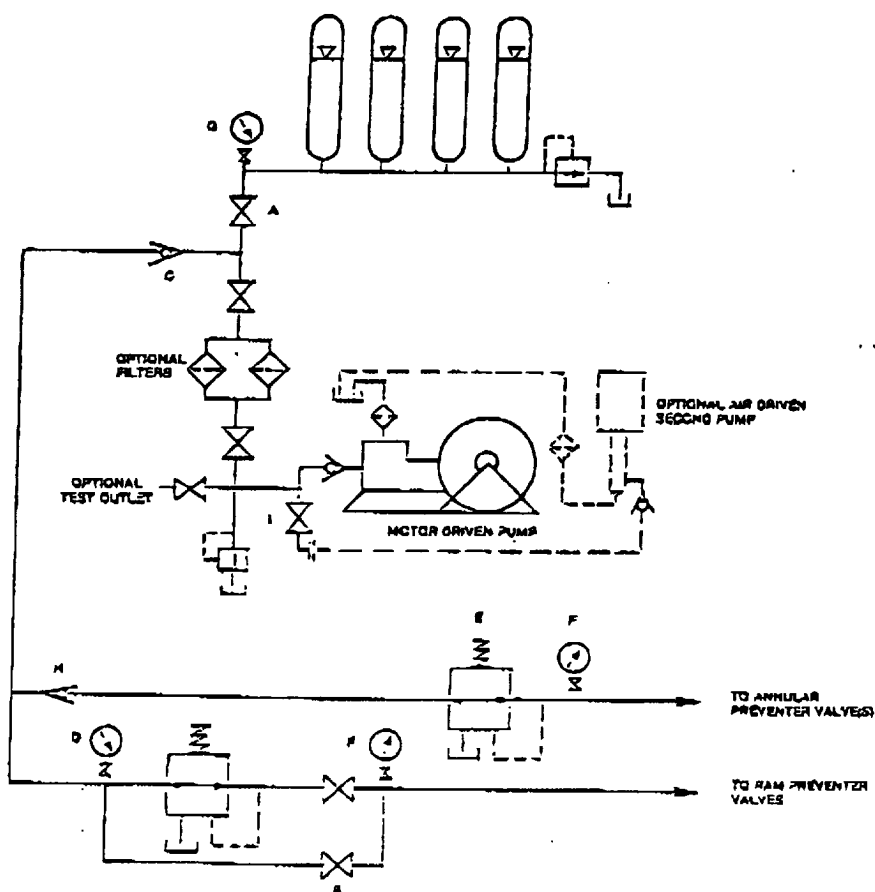 A
OPTIONAL
FILTERS
OPTIONAL AIR DRIVEN
SECOND PUMP
OPTIONAL
TEST OUTLET
MOTOR DRIVEN PUMP
E
F
H
TO ANNULAR
PREVENTER VALVE(S)
D
TO RAM PREVENTER
VALVES